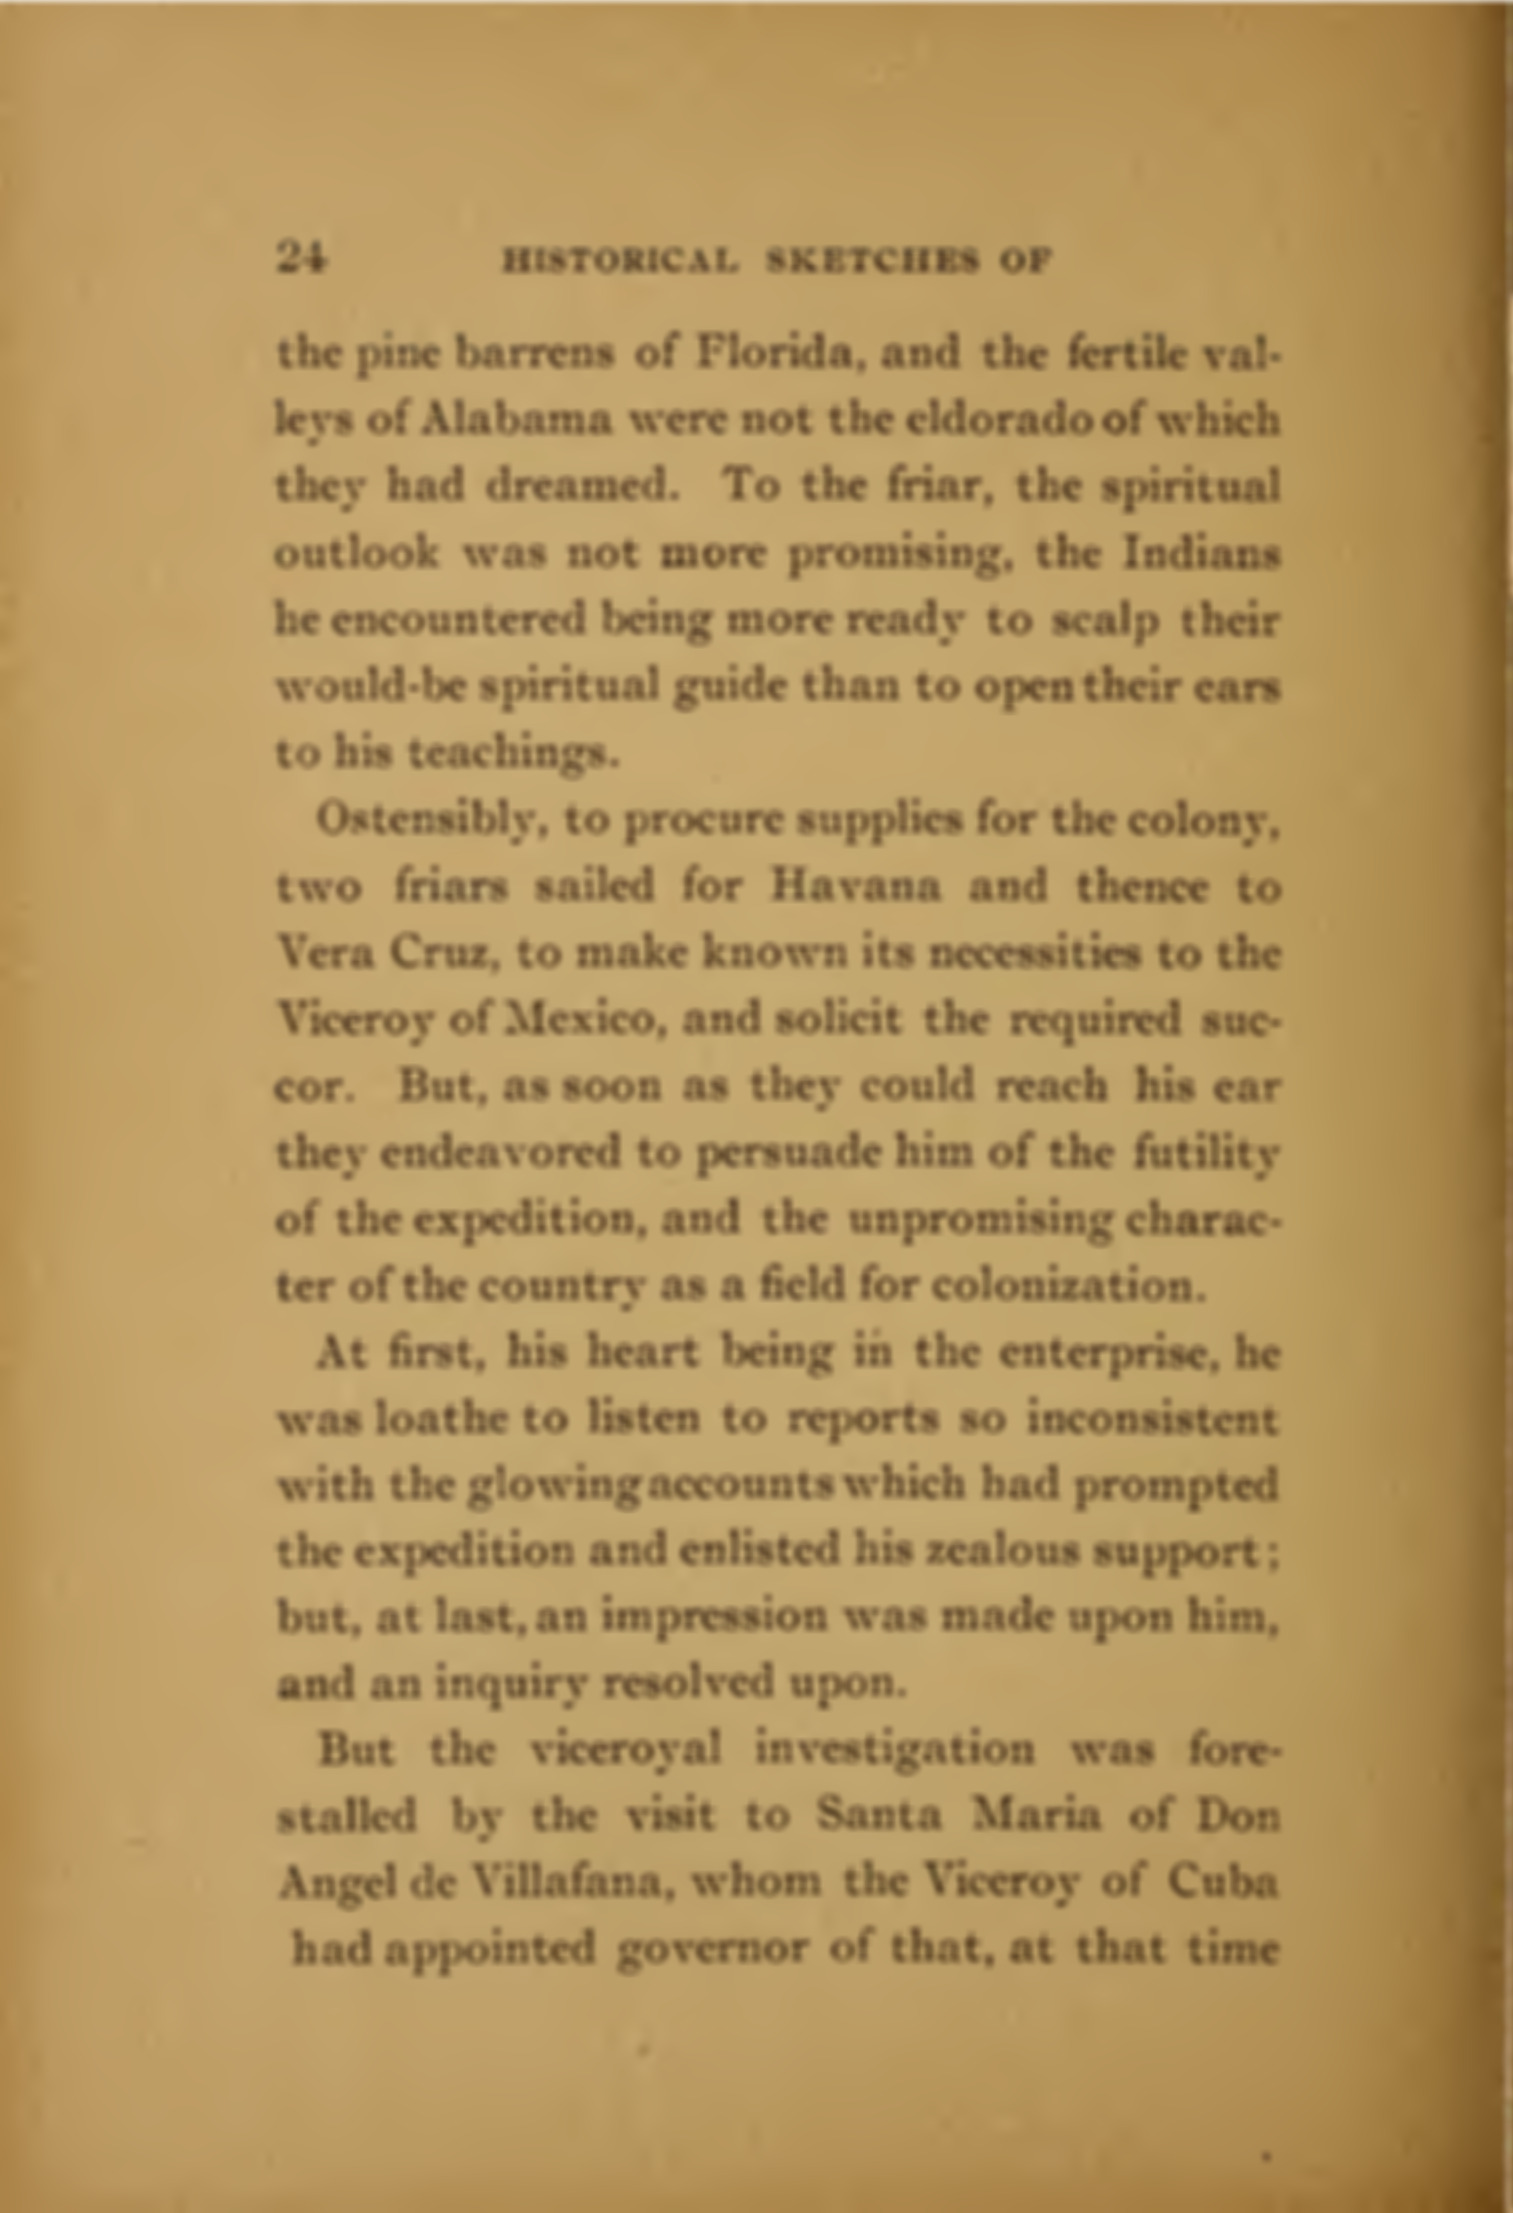 24 HISTORICAL SKETCHES OF
the pine barrens of Florida, and the fertile val-
leys of Alabama were not the eldorado of which
they had dreamed. To the friar, the spiritual
outlook was not more promising, the Indians
he encountered being more ready to scalp their
would-be spiritual guide than to open their ears
to his teachings.
Ostensibly, to procure supplies for the colony,
two friars sailed for Havana and thence to
Vera Cruz, to make known its necessities to the
Viceroy of Mexico, and solicit the required suc-
cor. But, as soon as they could reach his ear
they endeavored to persuade him of the futility
of the expedition, and the unpromising charac-
ter of the country as a field for colonization.
At first, his heart being in the enterprise, he
was loathe to listen to reports so inconsistent
with the glowing accounts which had prompted
the expedition and enlisted his zealous support;
but, at last, an impression was made upon him,
and an inquiry resolved upon.
But the viceroyal investigation was fore-
stalled by the visit to Santa Maria of Don
Angel de Villafana, whom the Viceroy of Cuba
had appointed governor of that, at that time